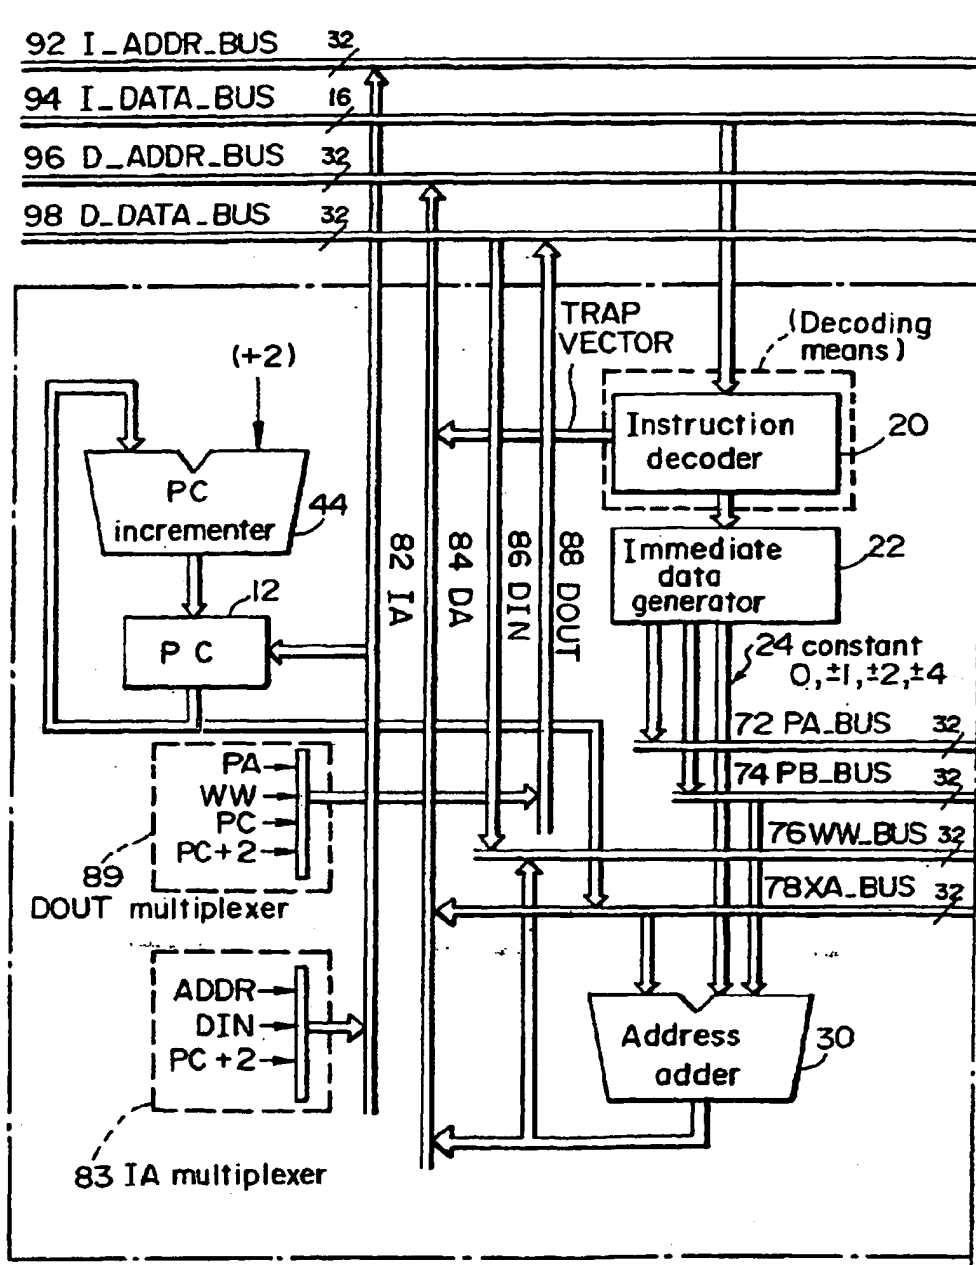 92 I_ADDR_BUS 32
94 I_DATA_BUS 16
96 D_ADDR_BUS 32
98 D_DATA_BUS 32
TRAP
VECTOR
(Decoding
means)
(+2)
Instruction
decoder
20
PC
incrementer
44
Immediate
data
generator
22
82 IA
84 DA
86 DIN
88 DOUT
12
PC
24 constant
0,±1,±2,±4
72 PA_BUS 32
74 PB_BUS 32
76 WW_BUS 32
78 XA_BUS 32
PA
WW
PC
PC+2
89
DOUT multiplexer
ADDR
DIN
PC+2
83 IA multiplexer
Address
adder
30